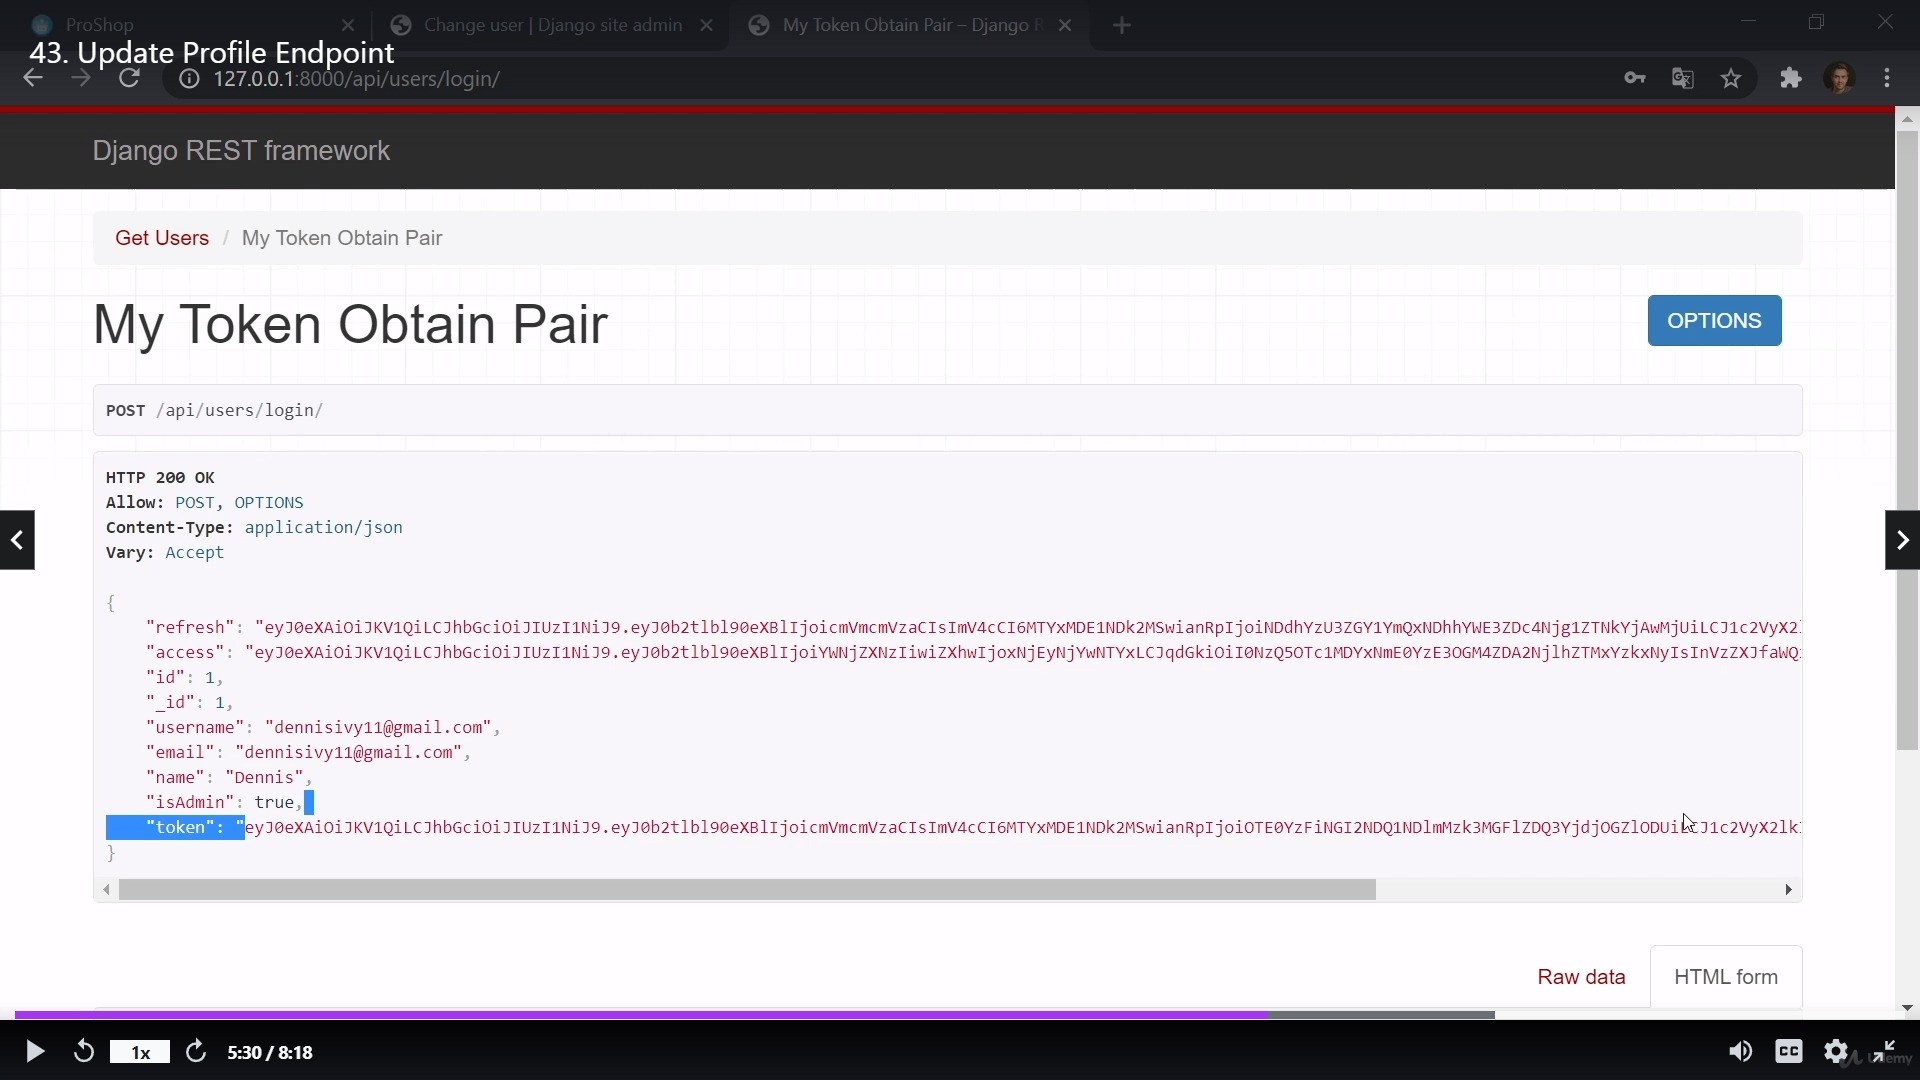 ProShop
Change user | Django site admin
My Token Obtain Pair – Django R
43. Update Profile Endpoint
127.0.0.1:8000/api/users/login/
Django REST framework
Get Users / My Token Obtain Pair
My Token Obtain Pair
OPTIONS
POST /api/users/login/
HTTP 200 OK
Allow: POST, OPTIONS
Content-Type: application/json
Vary: Accept
{
"refresh": "eyJ0eXAiOiJKV1QiLCJhbGciOiJIUzI1NiJ9.eyJ0b2tlbl90eXBlIjoicmVmcmVzaCIsImV4cCI6MTYxMDE1NDk2MSwianRpIjoiNDdhYzU3ZGY1YmQxNDhhYWE3ZDc4Njg1ZTNkYjAwMjUiLCJ1c2VyX2
"access": "eyJ0eXAiOiJKV1QiLCJhbGciOiJIUzI1NiJ9.eyJ0b2tlbl90eXBlIjoiYWNjZXNzIiwiZXhwIjoxNjEyNjYwNTYxLCJqdGkiOiI0NzQ5OTc1MDYxNmE0YzE3OGM4ZDA2NjlhZTMxYzkxNyIsInVzZXJfaWQ
"id": 1,
"_id": 1,
"username": "dennisivy11@gmail.com",
"email": "dennisivy11@gmail.com",
"name": "Dennis",
"isAdmin": true,
"token": "eyJ0eXAiOiJKV1QiLCJhbGciOiJIUzI1NiJ9.eyJ0b2tlbl90eXBlIjoicmVmcmVzaCIsImV4cCI6MTYxMDE1NDk2MSwianRpIjoiOTE0YzFiNGI2NDQ1NDlmMzk3MGFlZDQ3YjdjOGZlODUiLCJ1c2VyX2lk
}
Raw data
HTML form
1x
5:30 / 8:18
CC
Udemy